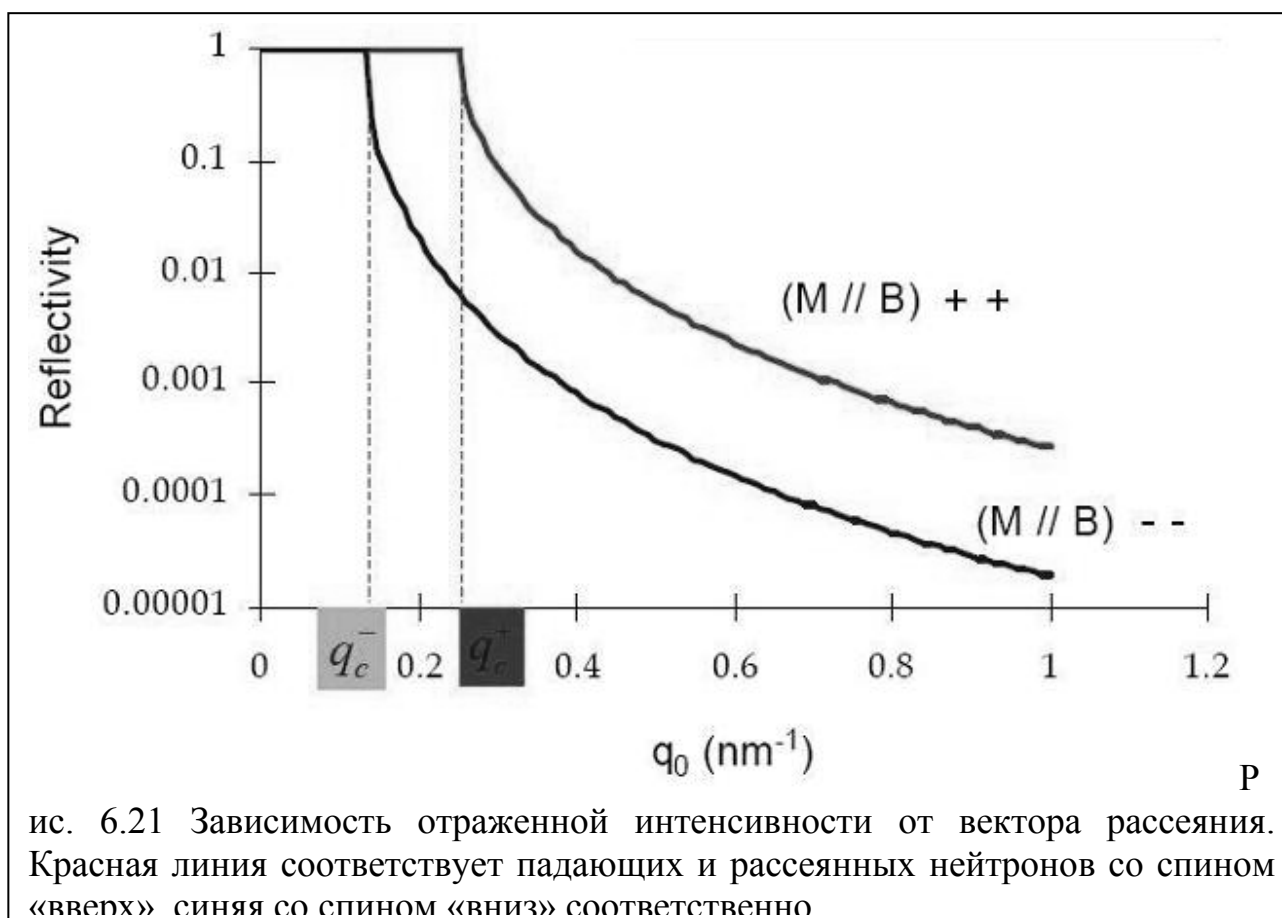 1
0.1
0.01
0.001
0.0001
0.00001
Reflectivity
(M // B) + +
(M // B) - -
q_c^- q_c^+
0 0.2 0.4 0.6 0.8 1 1.2
q₀ (nm⁻¹)
Р
ис. 6.21 Зависимость отраженной интенсивности от вектора рассеяния.
Красная линия соответствует падающих и рассеянных нейтронов со спином
«вверх», синяя со спином «вниз» соответственно